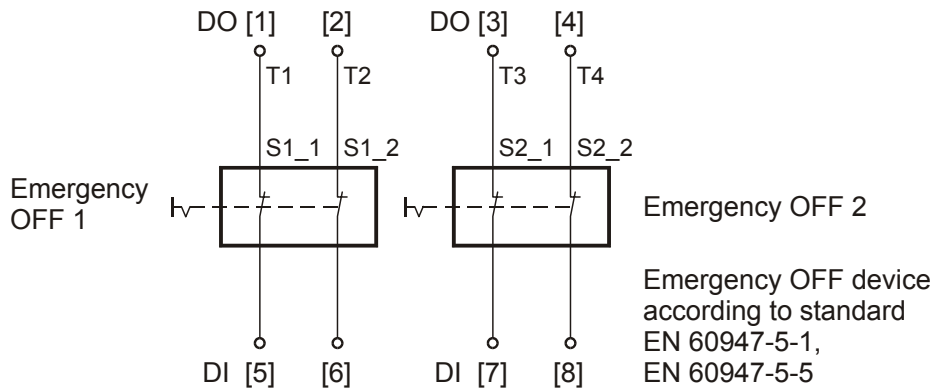 DO [1] [2] DO [3] [4]
T1 T2 T3 T4
S1_1 S1_2 S2_1 S2_2
Emergency
OFF 1
Emergency OFF 2
Emergency OFF device
according to standard
EN 60947-5-1,
EN 60947-5-5
DI [5] [6] DI [7] [8]